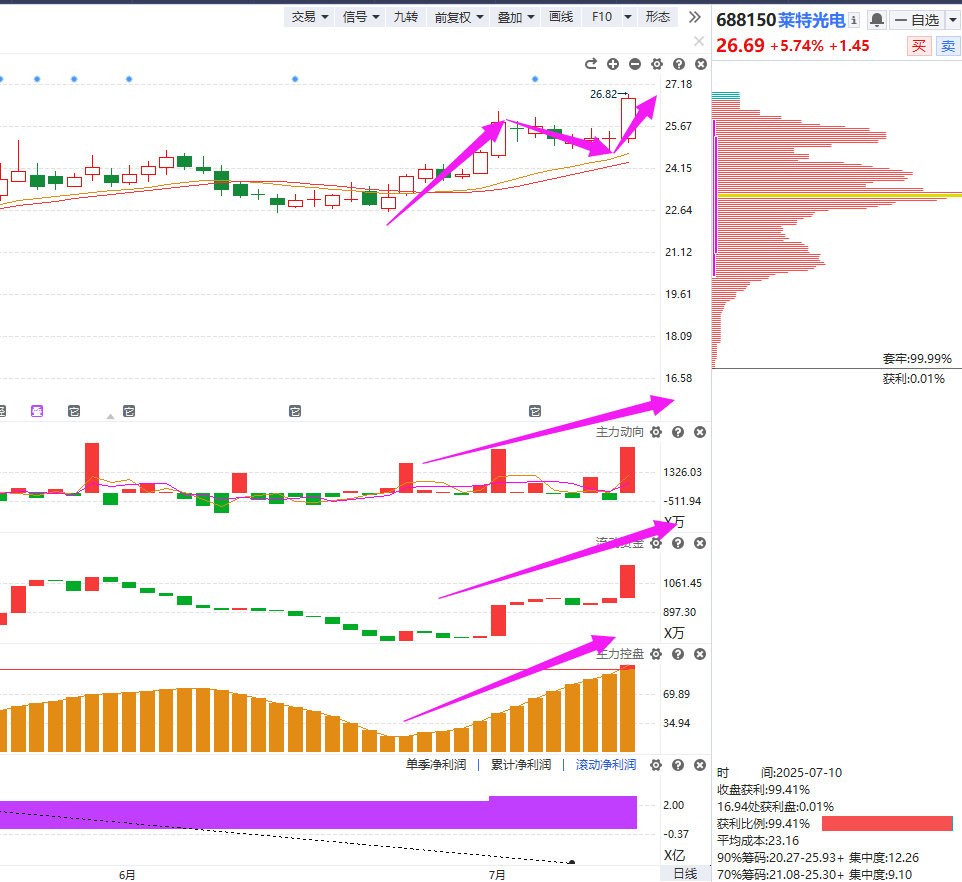 交易 信号 九转 前复权 叠加 画线 F10 形态
688150 莱特光电 自选
26.69 +5.74% +1.45 买 卖
27.18
26.82
25.67
24.15
22.64
21.12
19.61
18.09
16.58
套牢:99.99%
获利:0.01%
主力动向
1326.03
-511.94
X万
1061.45
897.30
X万
主力控盘
69.89
34.94
单季净利润 累计净利润 滚动净利润
2.00
-0.37
X亿
6月 7月 日线
时 间:2025-07-10
收盘获利:99.41%
16.94处获利盘:0.01%
获利比例:99.41%
平均成本:23.16
90%筹码:20.27-25.93+ 集中度:12.26
70%筹码:21.08-25.30+ 集中度:9.10